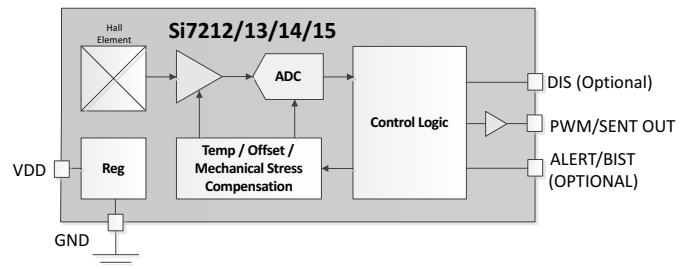 Hall
Element
Si7212/13/14/15
ADC
Control Logic
DIS (Optional)
PWM/SENT OUT
ALERT/BIST
(OPTIONAL)
VDD
Reg
Temp / Offset /
Mechanical Stress
Compensation
GND